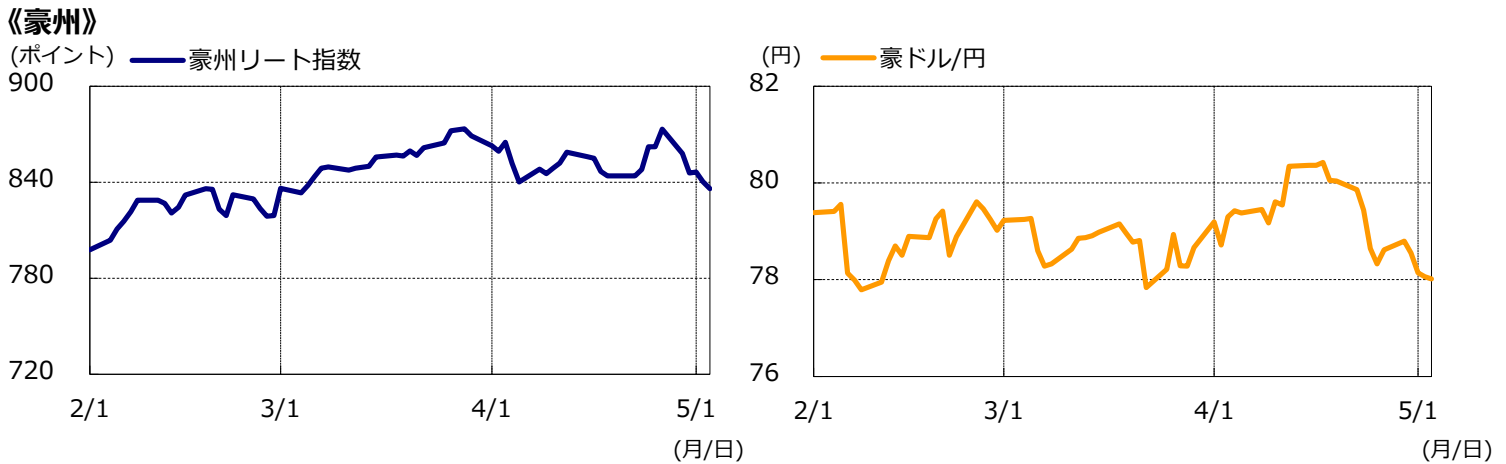 《豪州》
(ポイント) 豪州リート指数
900
840
780
720
2/1 3/1 4/1 5/1
(月/日)
(円) 豪ドル/円
82
80
78
76
2/1 3/1 4/1 5/1
(月/日)